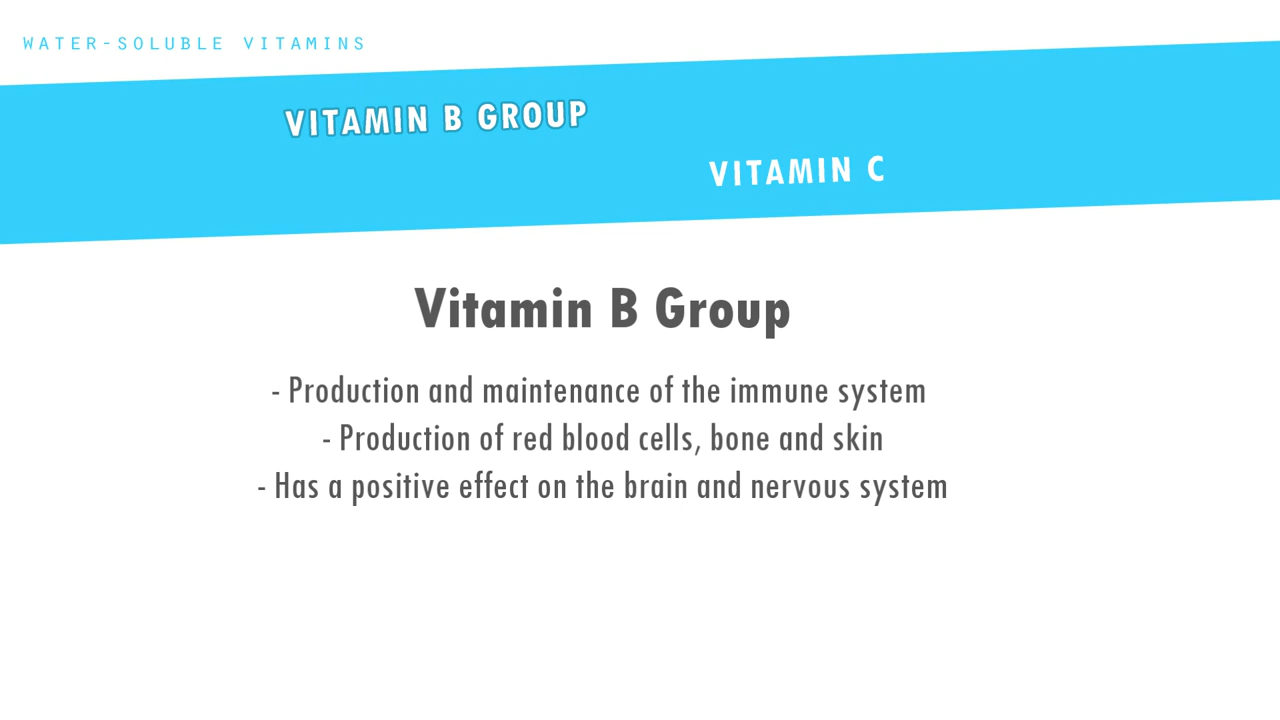 WATER-SOLUBLE VITAMINS
VITAMIN B GROUP
VITAMIN C
Vitamin B Group
- Production and maintenance of the immune system
- Production of red blood cells, bone and skin
- Has a positive effect on the brain and nervous system